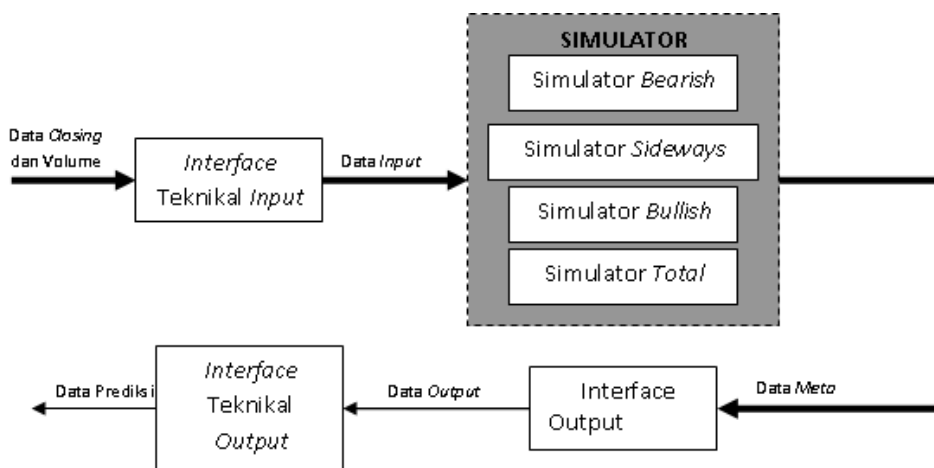 SIMULATOR
Simulator Bearish
Simulator Sideways
Simulator Bullish
Simulator Total
Data Closing
dan Volume
Interface
Teknikal Input
Data Input
Data Prediksi
Interface
Teknikal
Output
Data Output
Interface
Output
Data Meta